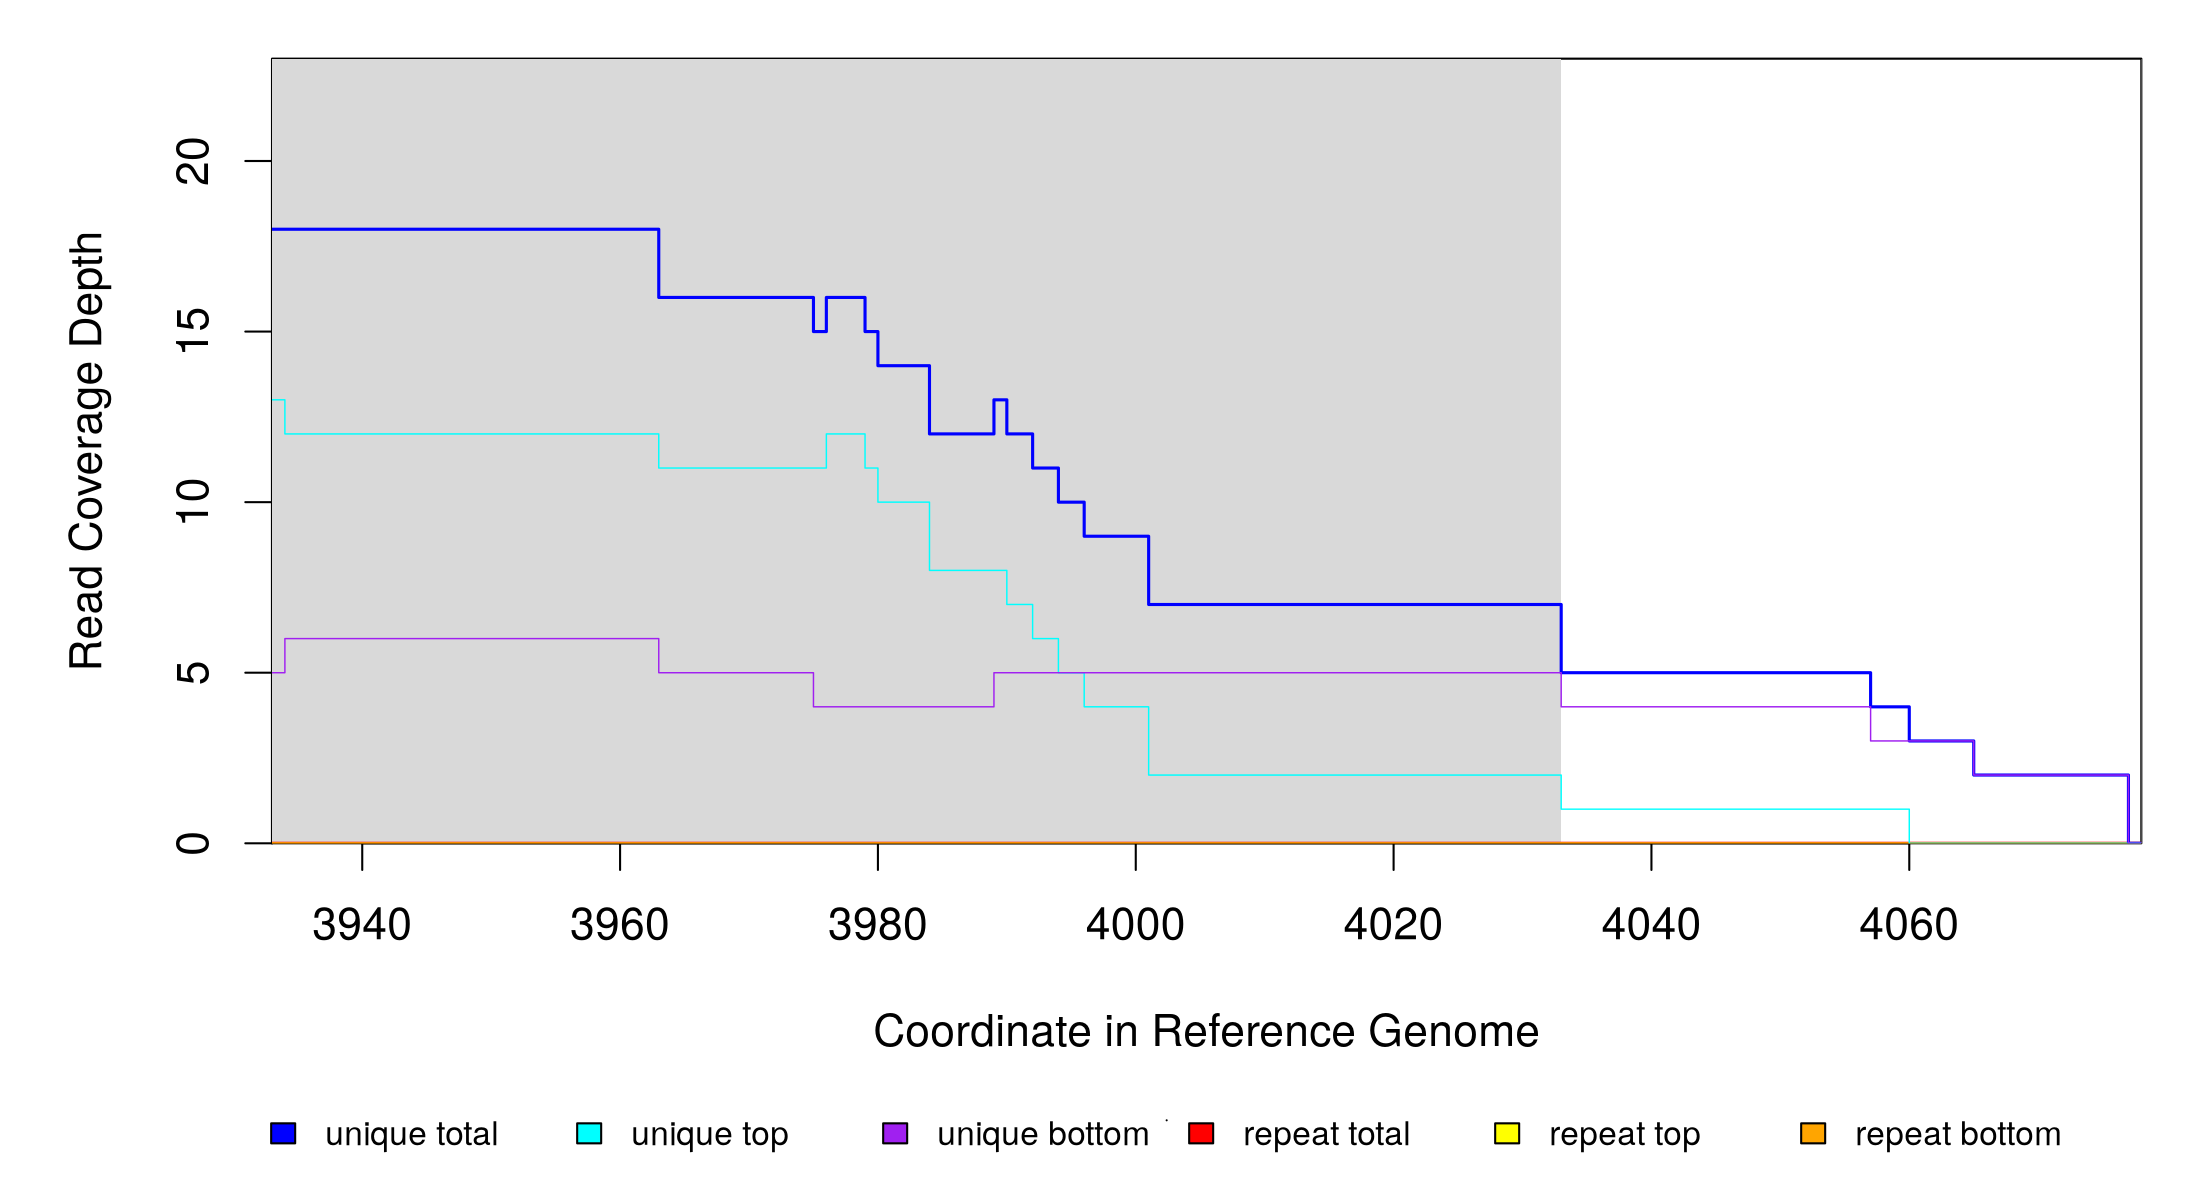 Read Coverage Depth
20
15
10
5
0
3940 3960 3980 4000 4020 4040 4060
Coordinate in Reference Genome
unique total unique top unique bottom repeat total repeat top repeat bottom